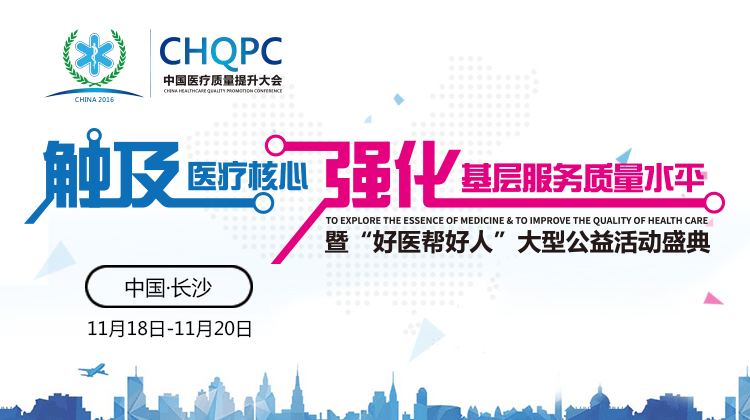 CHINA 2016
CHQPC
中国医疗质量提升大会
CHINA HEALTHCARE QUALITY PROMOTION CONFERENCE
触及医疗核心 强化基层服务质量水平
TO EXPLORE THE ESSENCE OF MEDICINE & TO IMPROVE THE QUALITY OF HEALTH CARE
暨“好医帮好人”大型公益活动盛典
中国·长沙
11月18日-11月20日